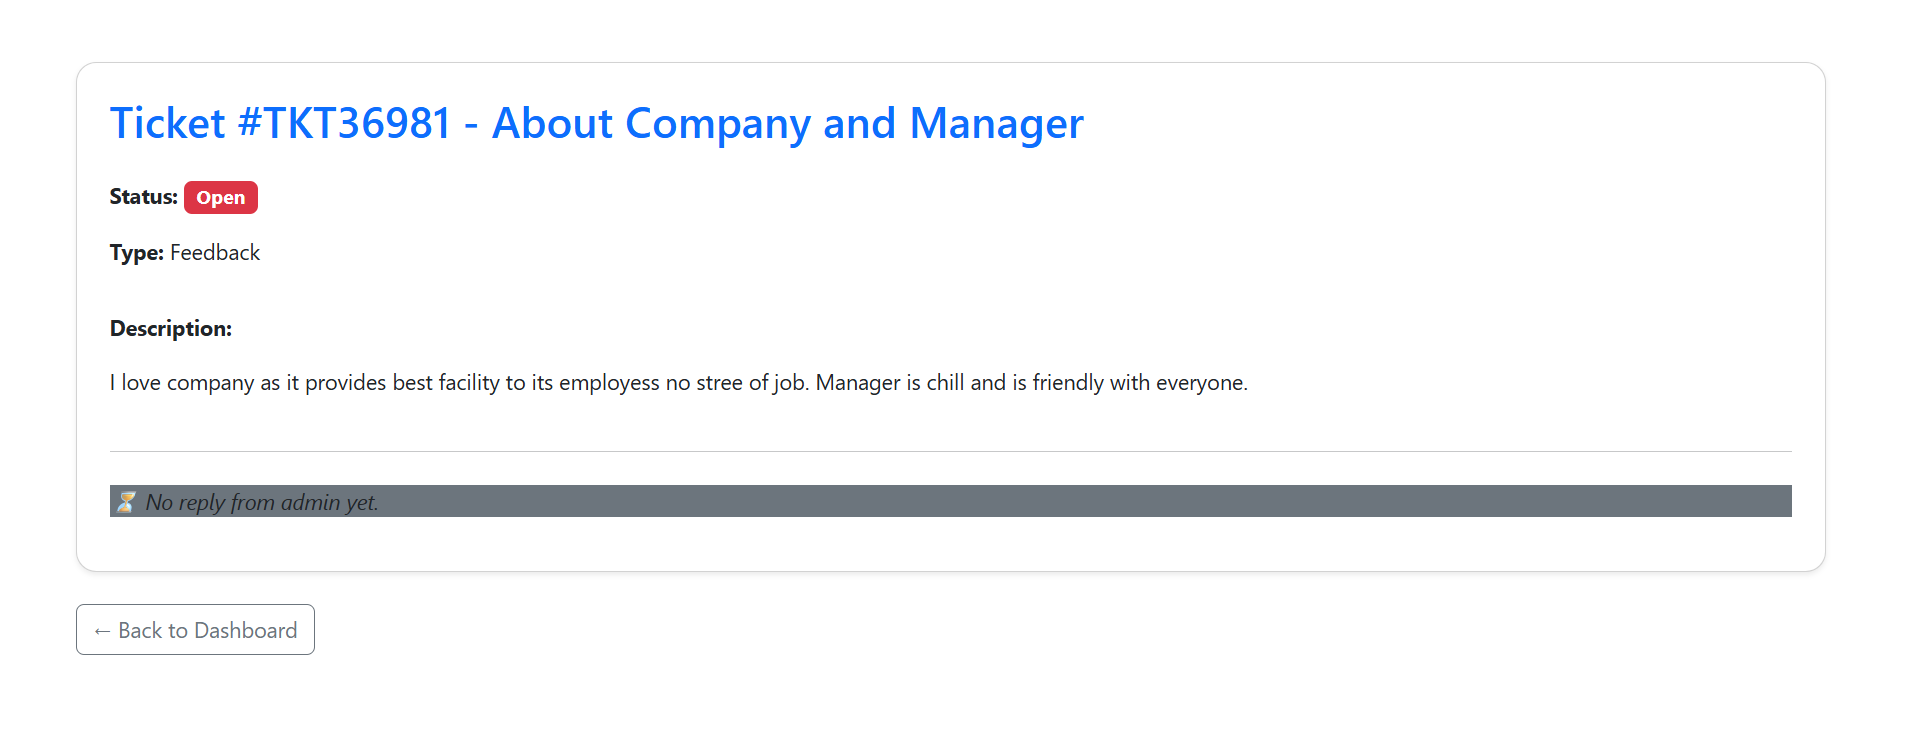 Ticket #TKT36981 - About Company and Manager
Status: Open
Type: Feedback
Description:
I love company as it provides best facility to its employess no stree of job. Manager is chill and is friendly with everyone.
⏳ No reply from admin yet.
← Back to Dashboard